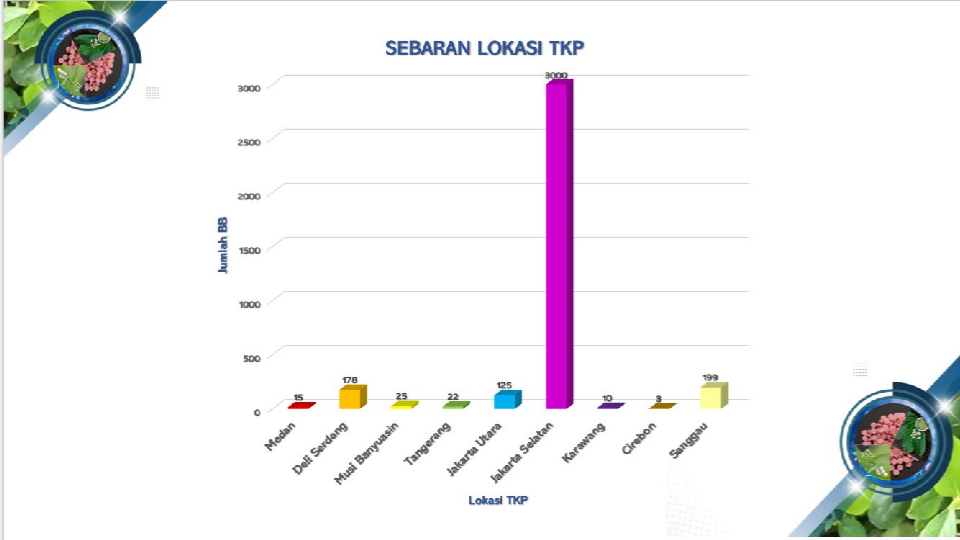 SEBARAN LOKASI TKP
3000
3000
2500
2000
1500
1000
500
0
Jumlah BB
15
178
25
22
125
10
199
Medan
Deli Serdang
Musi Banyuasin
Tangerang
Jakarta Utara
Jakarta Selatan
Karawang
Cirebon
Sanggau
Lokasi TKP